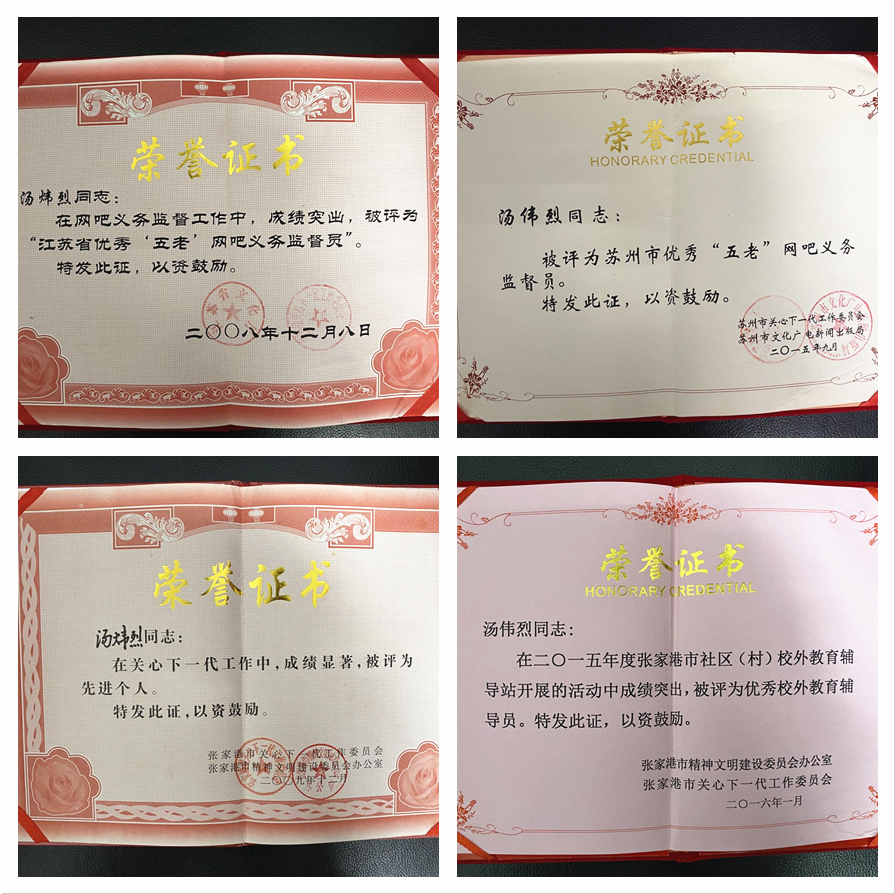 荣誉证书
汤炜烈同志：
在网吧义务监督工作中，成绩突出，被评为
“江苏省优秀‘五老’网吧义务监督员”。
特发此证，以资鼓励。
二〇〇八年十二月八日
荣誉证书
HONORARY CREDENTIAL
汤伟烈同志：
被评为苏州市优秀“五老”网吧义务
监督员。
特发此证，以资鼓励。
苏州市关心下一代工作委员会
苏州市文化广电新闻出版局
二〇一五年九月
荣誉证书
汤炜烈同志：
在关心下一代工作中，成绩显著，被评为
先进个人。
特发此证，以资鼓励。
张家港市关心下一代工作委员会
张家港市精神文明建设委员会办公室
二〇〇九年十二月
荣誉证书
HONORARY CREDENTIAL
汤伟烈同志：
在二〇一五年度张家港市社区（村）校外教育辅
导站开展的活动中成绩突出，被评为优秀校外教育辅
导员。特发此证，以资鼓励。
张家港市精神文明建设委员会办公室
张家港市关心下一代工作委员会
二〇一六年一月